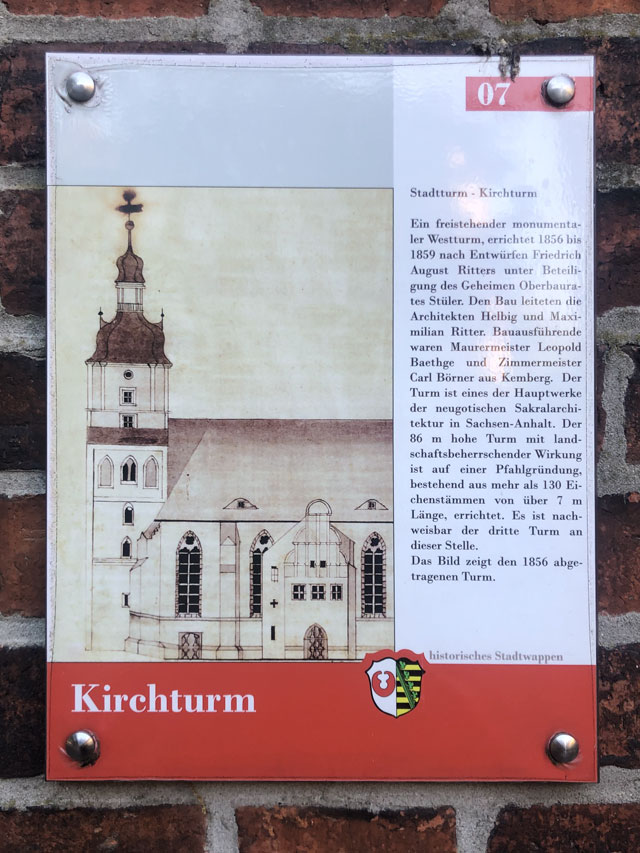 07
Stadtturm - Kirchturm
Ein freistehender monumenta-
ler Westturm, errichtet 1856 bis
1859 nach Entwürfen Friedrich
August Ritters unter Beteili-
gung des Geheimen Oberbaura-
tes Stüler. Den Bau leiteten die
Architekten Helbig und Maxi-
milian Ritter. Bauausführende
waren Maurermeister Leopold
Baethge und Zimmermeister
Carl Börner aus Kemberg. Der
Turm ist eines der Hauptwerke
der neugotischen Sakralarchi-
tektur in Sachsen-Anhalt. Der
86 m hohe Turm mit land-
schaftsbeherrschender Wirkung
ist auf einer Pfahlgründung,
bestehend aus mehr als 130 Ei-
chenstämmen von über 7 m
Länge, errichtet. Es ist nach-
weisbar der dritte Turm an
dieser Stelle.
Das Bild zeigt den 1856 abge-
tragenen Turm.
historisches Stadtwappen
Kirchturm